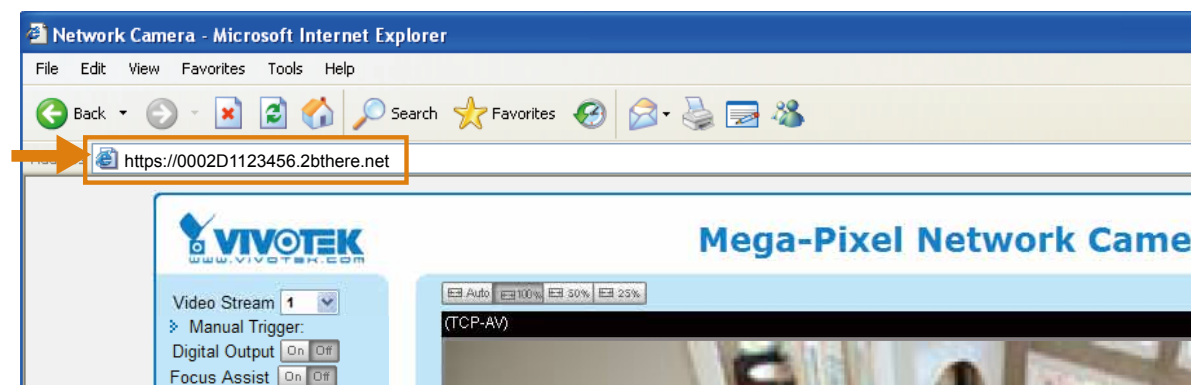 Network Camera - Microsoft Internet Explorer
File Edit View Favorites Tools Help
Back Search Favorites
https://0002D1123456.2bthere.net
VIVOTEK
www.vivotek.com
Mega-Pixel Network Came
Video Stream 1
Auto 100% 50% 25%
Manual Trigger:
(TCP-AV)
Digital Output On Off
Focus Assist On Off